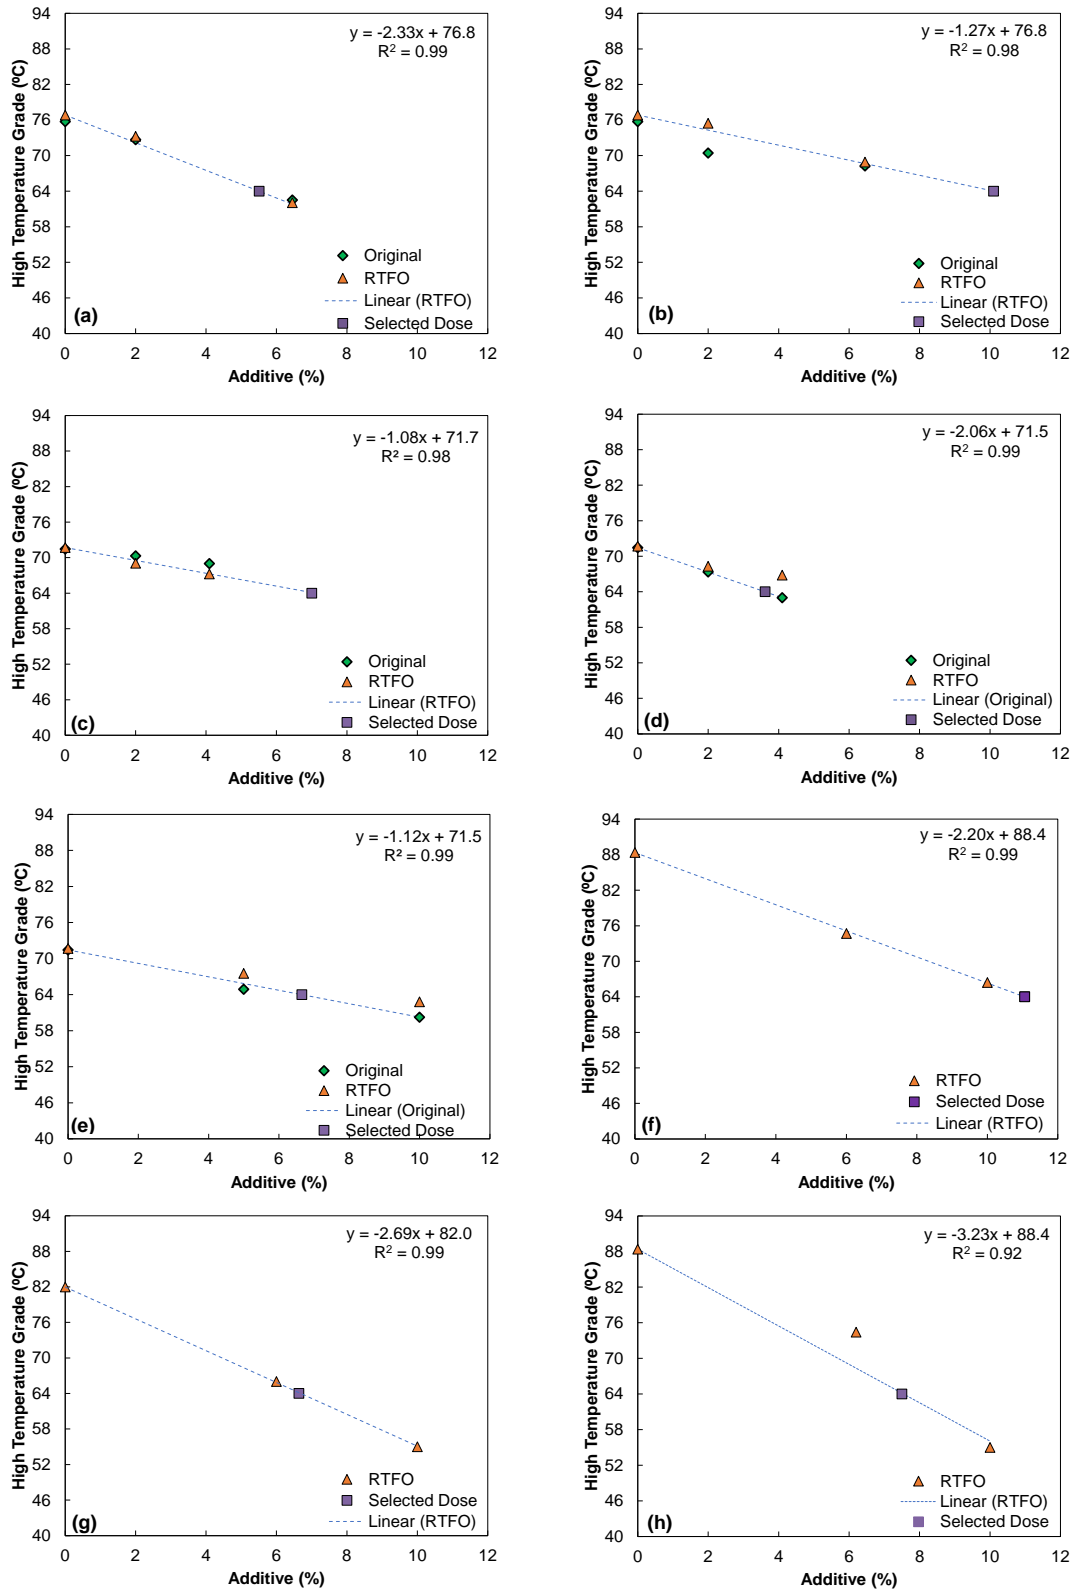 y = -2.33x + 76.8
R² = 0.99
94
88
82
76
70
64
58
52
46
40
High Temperature Grade (ºC)
Original
RTFO
Linear (RTFO)
Selected Dose
(a)
0
2
4
6
8
10
12
Additive (%)
y = -1.27x + 76.8
R² = 0.98
94
88
82
76
70
64
58
52
46
40
High Temperature Grade (ºC)
Original
RTFO
Linear (RTFO)
Selected Dose
(b)
0
2
4
6
8
10
12
Additive (%)
y = -1.08x + 71.7
R² = 0.98
94
88
82
76
70
64
58
52
46
40
High Temperature Grade (ºC)
Original
RTFO
Linear (RTFO)
Selected Dose
(c)
0
2
4
6
8
10
12
Additive (%)
y = -2.06x + 71.5
R² = 0.99
94
88
82
76
70
64
58
52
46
40
High Temperature Grade (ºC)
Original
RTFO
Linear (Original)
Selected Dose
(d)
0
2
4
6
8
10
12
Additive (%)
y = -1.12x + 71.5
R² = 0.99
94
88
82
76
70
64
58
52
46
40
High Temperature Grade (ºC)
Original
RTFO
Linear (Original)
Selected Dose
(e)
0
2
4
6
8
10
12
Additive (%)
y = -2.20x + 88.4
R² = 0.99
94
88
82
76
70
64
58
52
46
40
High Temperature Grade (ºC)
RTFO
Selected Dose
Linear (RTFO)
(f)
0
2
4
6
8
10
12
Additive (%)
y = -2.69x + 82.0
R² = 0.99
94
88
82
76
70
64
58
52
46
40
High Temperature Grade (ºC)
RTFO
Selected Dose
Linear (RTFO)
(g)
0
2
4
6
8
10
12
Additive (%)
y = -3.23x + 88.4
R² = 0.92
94
88
82
76
70
64
58
52
46
40
High Temperature Grade (ºC)
RTFO
Linear (RTFO)
Selected Dose
(h)
0
2
4
6
8
10
12
Additive (%)